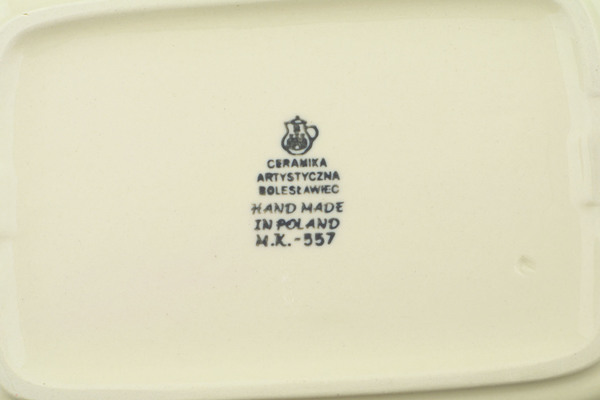 CERAMIKA
ARTYSTYCZNA
BOLESŁAWIEC
HAND MADE
IN POLAND
M.K.-557